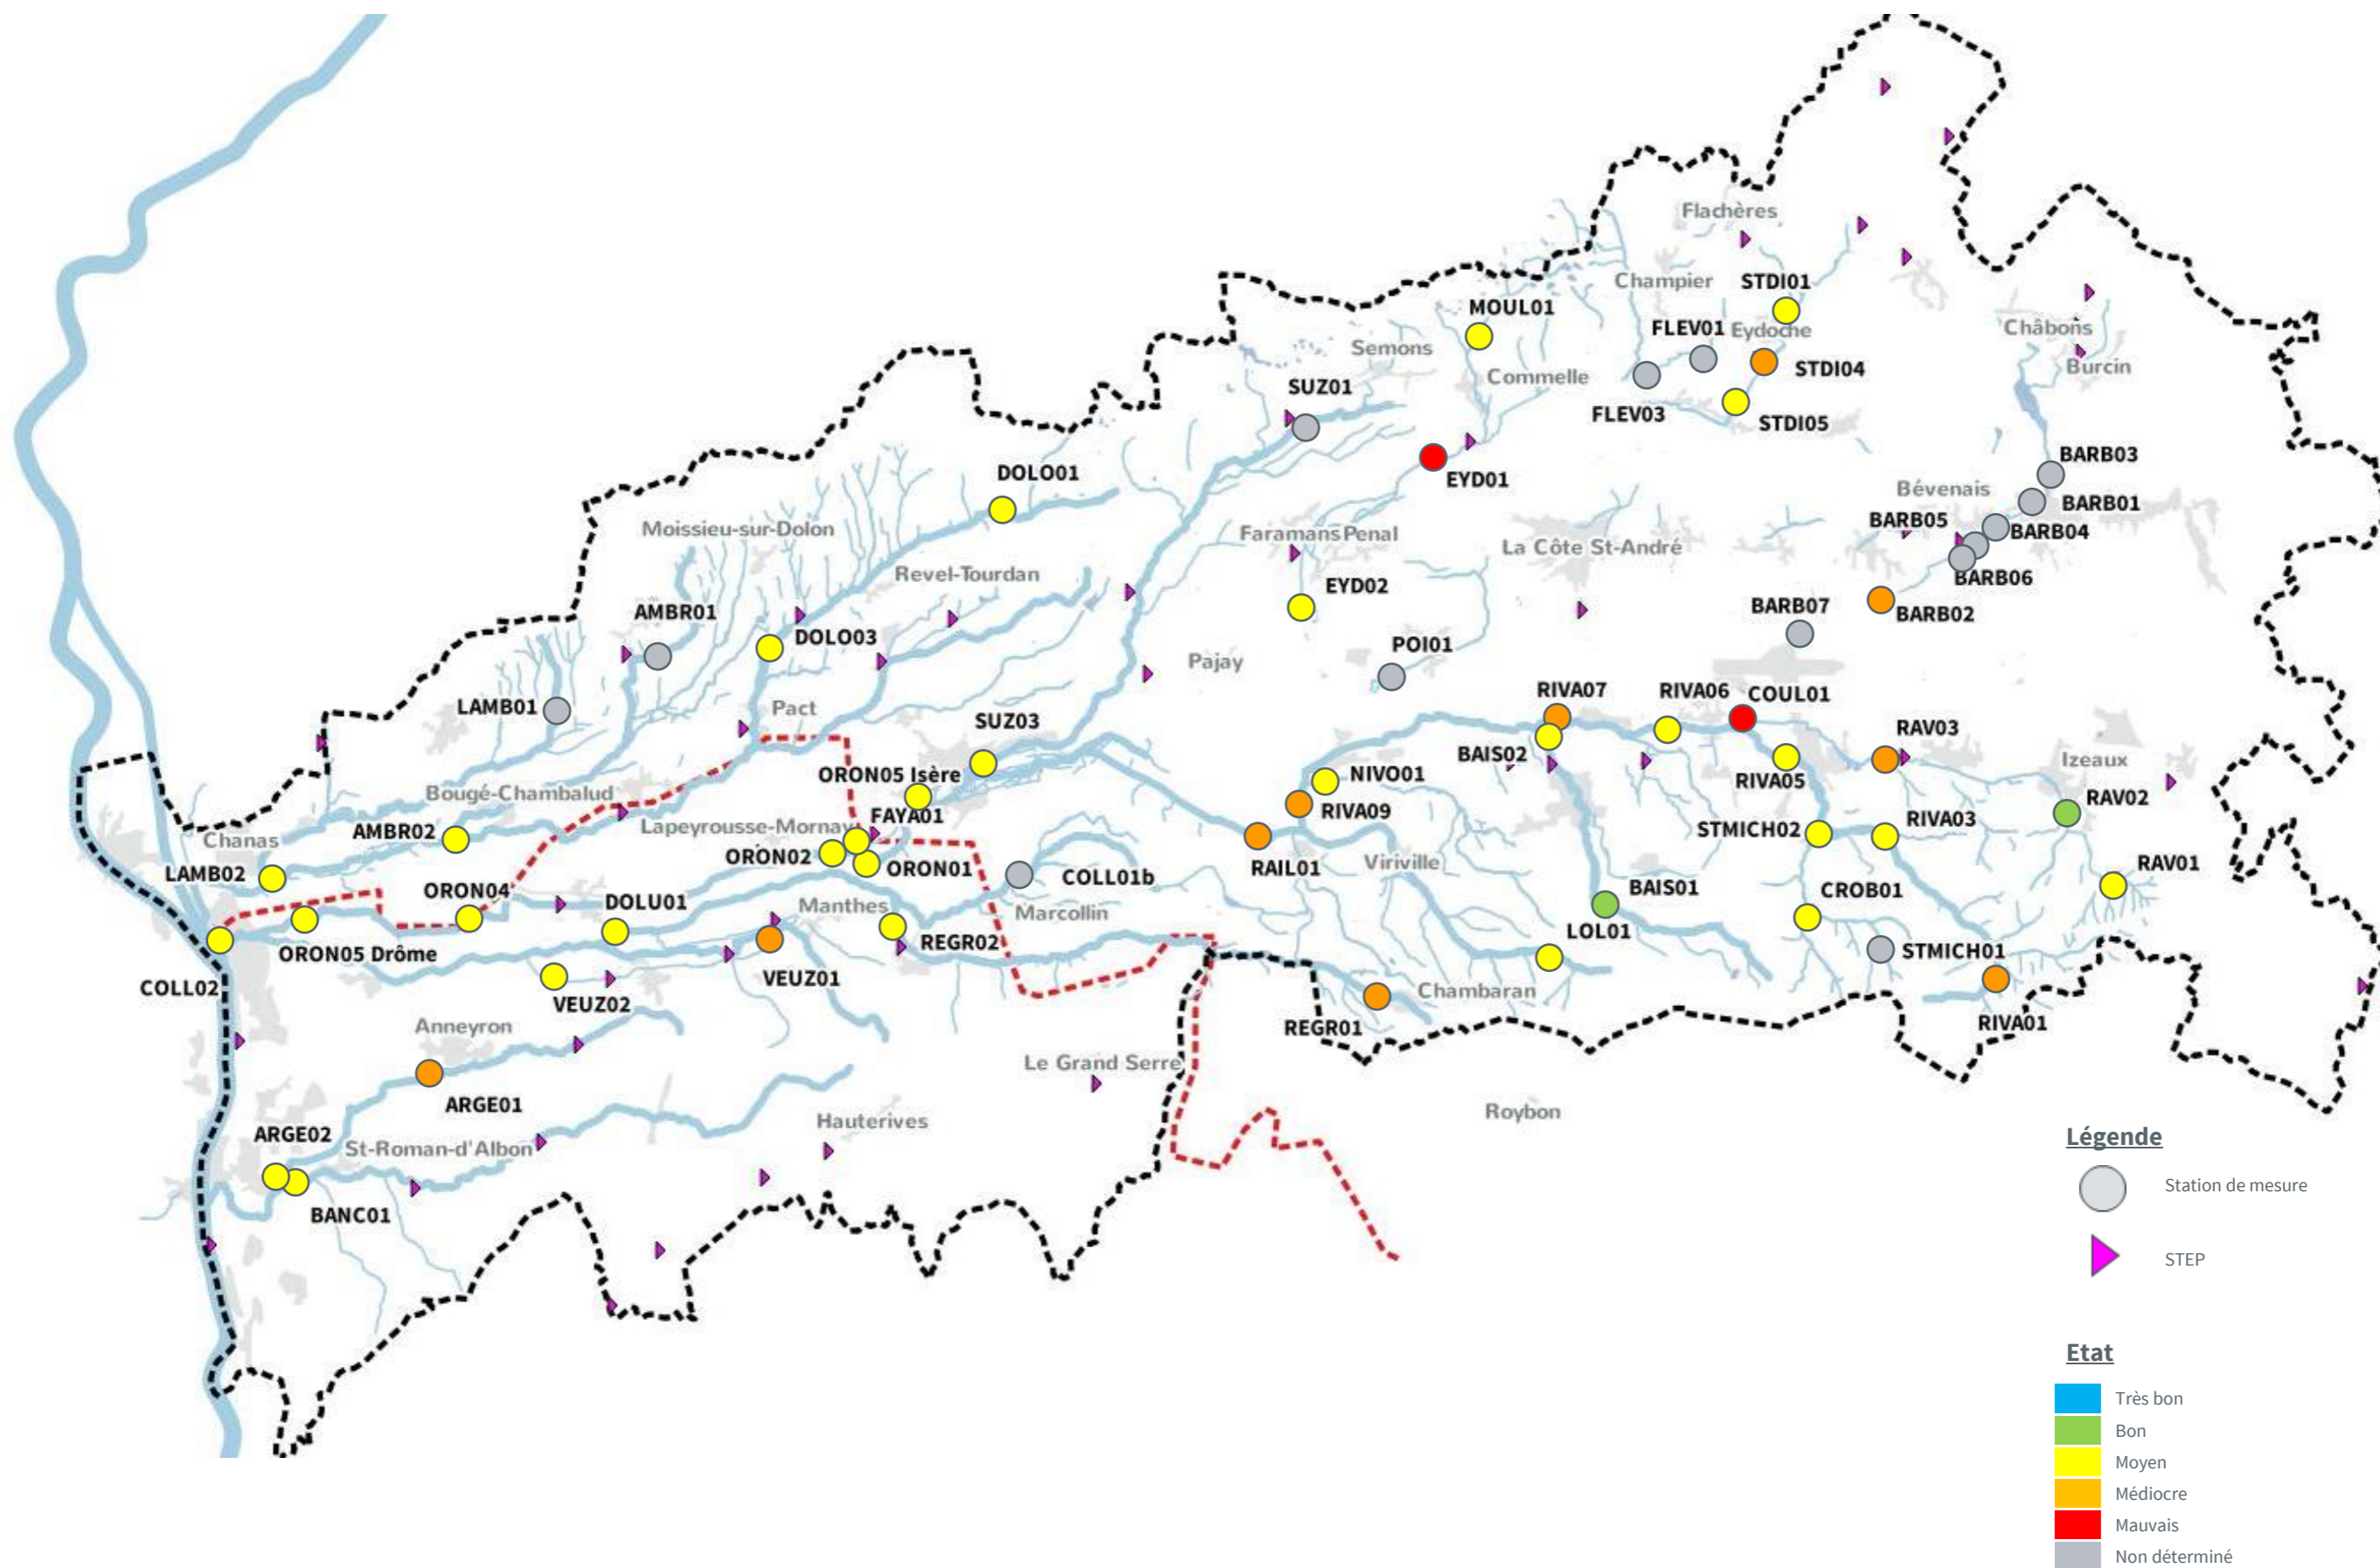 Flachères
Champier
STDI01
MOUL01
FLEV01
Eydoche
Châbons
Semons
STDI04
Burcin
SUZ01
Commelle
FLEV03
STDI05
BARB03
DOLO01
EYD01
Bévenais
BARB01
BARB05
BARB04
Moissieu-sur-Dolon
Faramans
Penal
La Côte St-André
Revel-Tourdan
BARB06
EYD02
AMBR01
BARB07
BARB02
DOLO03
POI01
Pajay
RIVA07
RIVA06
COUL01
LAMB01
Pact
SUZ03
RAV03
BAIS02
Izeaux
ORON05 Isère
NIVO01
RIVA05
Bougé-Chambalud
RAV02
RIVA09
FAYA01
RIVA03
Lapeyrousse-Mornay
STMICH02
AMBR02
Chanas
ORON02
Viriville
RAV01
ORON01
RAIL01
LAMB02
COLL01b
BAIS01
CROB01
ORON04
DOLU01
Manthes
Marcollin
LOL01
REGR02
ORON05 Drôme
STMICH01
VEUZ01
COLL02
Chambaran
VEUZ02
RIVA01
Anneyron
REGR01
Le Grand Serre
ARGE01
Roybon
Hauterives
ARGE02
St-Roman-d'Albon
BANC01
Légende
Station de mesure
STEP
Etat
Très bon
Bon
Moyen
Médiocre
Mauvais
Non déterminé